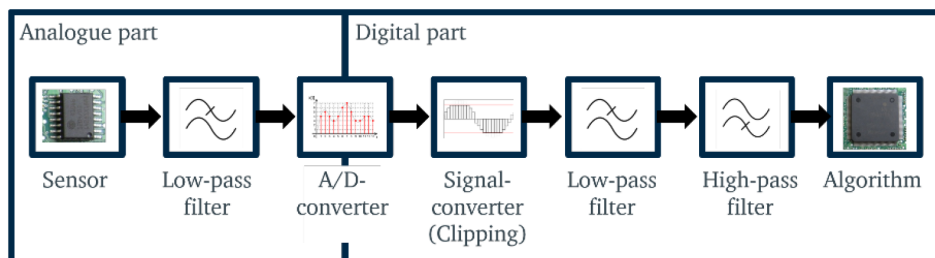 Analogue part
Digital part
Sensor
Low-pass
filter
A/D-
converter
Signal-
converter
(Clipping)
Low-pass
filter
High-pass
filter
Algorithm